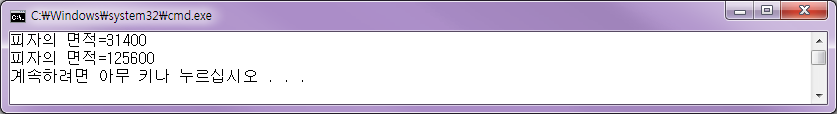 C:₩Windows₩system32₩cmd.exe
피자의 면적=31400
피자의 면적=125600
계속하려면 아무 키나 누르십시오 . . .